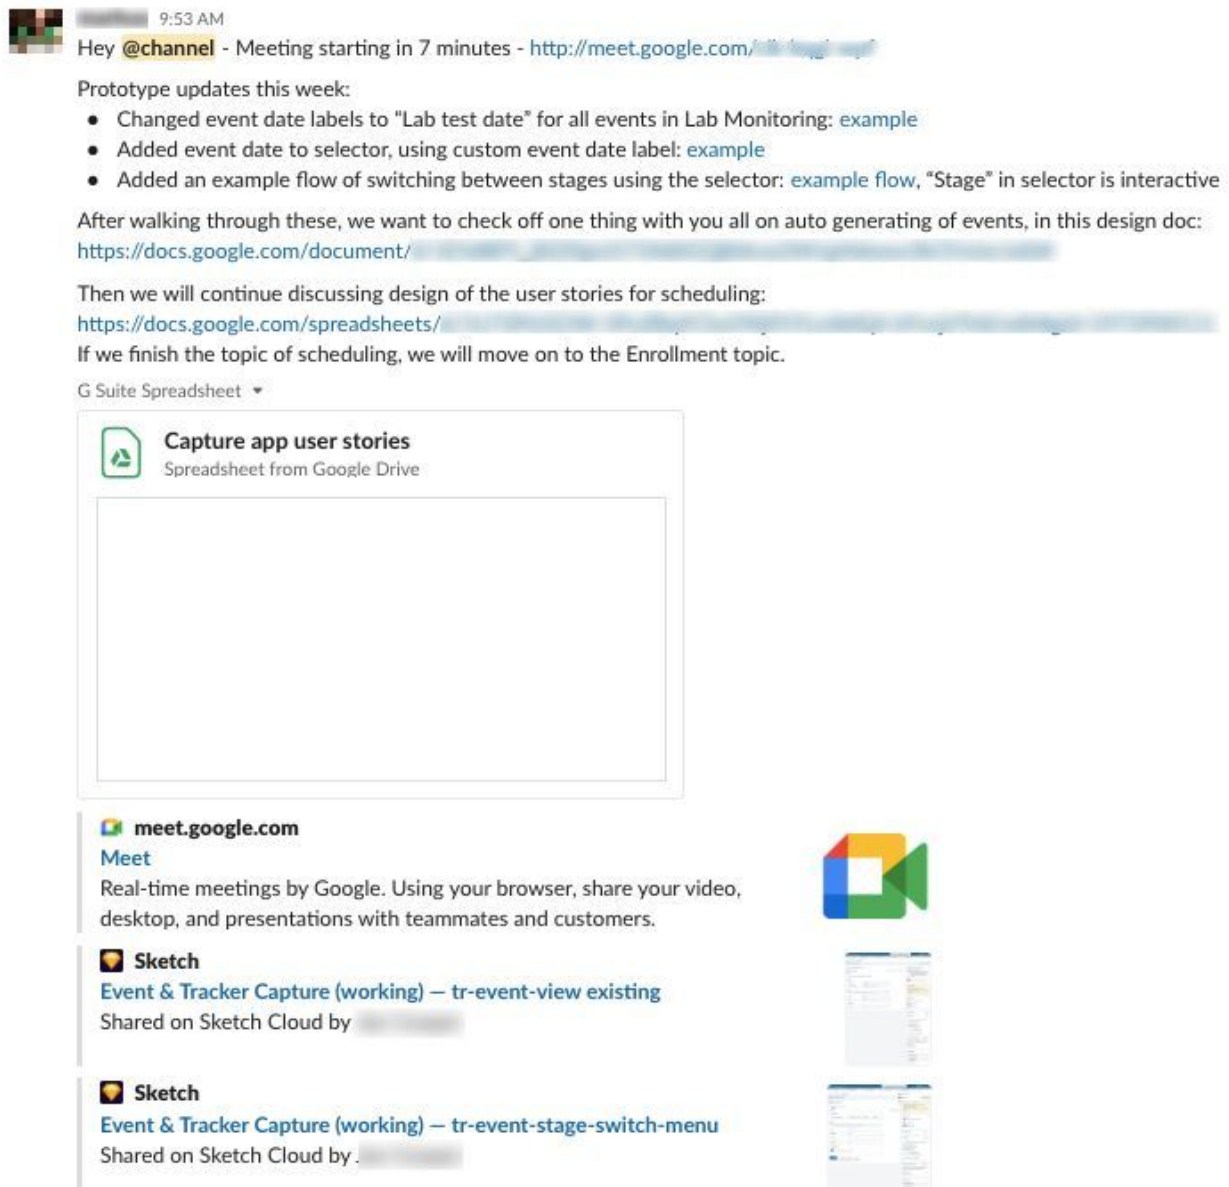 9:53 AM
Hey @channel - Meeting starting in 7 minutes - http://meet.google.com/
Prototype updates this week:
• Changed event date labels to “Lab test date” for all events in Lab Monitoring: example
• Added event date to selector, using custom event date label: example
• Added an example flow of switching between stages using the selector: example flow, “Stage” in selector is interactive
After walking through these, we want to check off one thing with you all on auto generating of events, in this design doc:
https://docs.google.com/document/
Then we will continue discussing design of the user stories for scheduling:
https://docs.google.com/spreadsheets/
If we finish the topic of scheduling, we will move on to the Enrollment topic.
G Suite Spreadsheet
Capture app user stories
Spreadsheet from Google Drive
meet.google.com
Meet
Real-time meetings by Google. Using your browser, share your video,
desktop, and presentations with teammates and customers.
Sketch
Event & Tracker Capture (working) — tr-event-view existing
Shared on Sketch Cloud by
Sketch
Event & Tracker Capture (working) — tr-event-stage-switch-menu
Shared on Sketch Cloud by